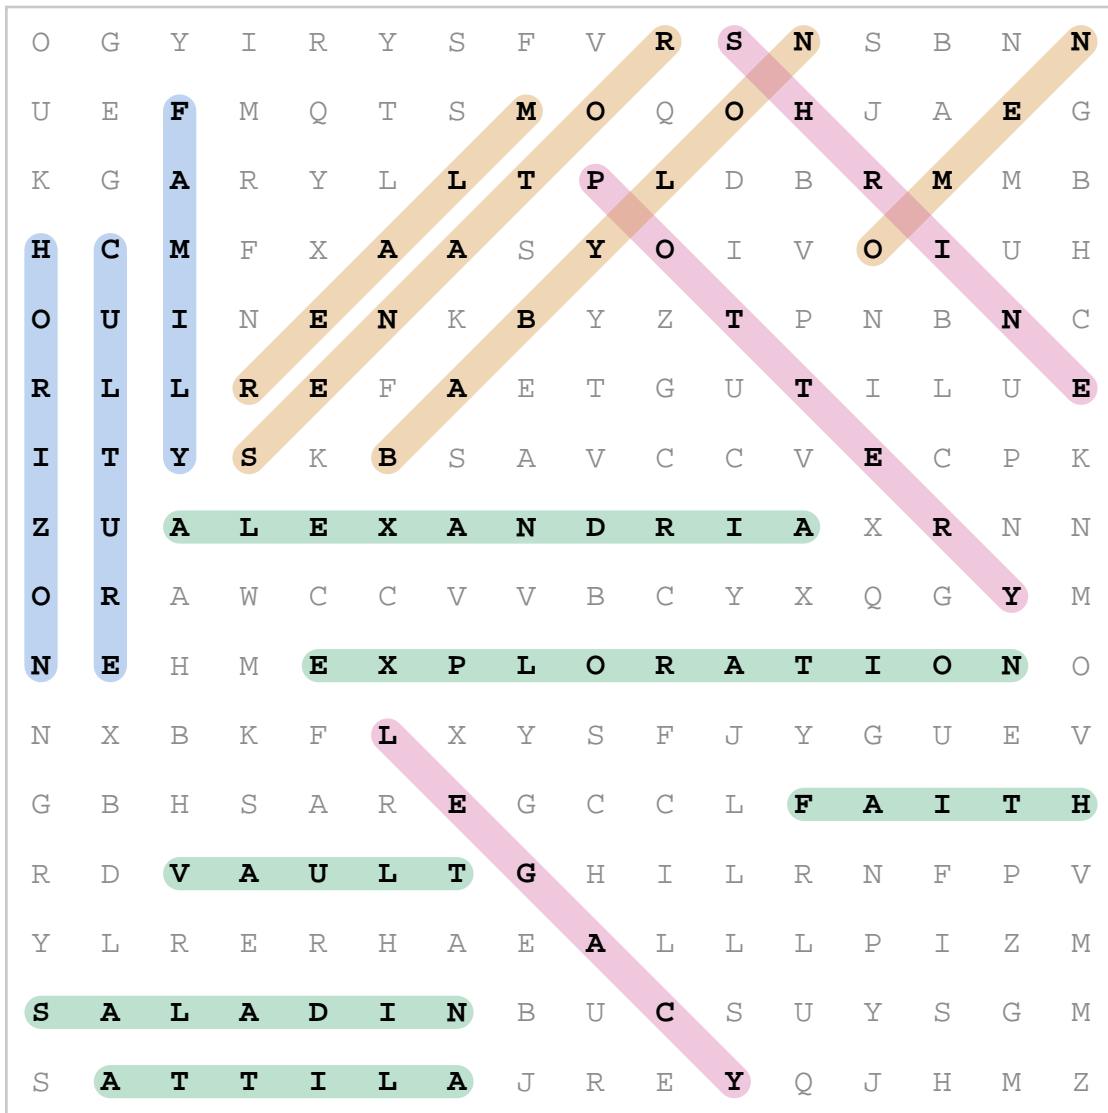 O G Y I R Y S F V R S N S B N N
U E F M Q T S M O Q O H J A E G
K G A R Y L L T P L D B R M M B
H C M F X A A S Y O I V O I U H
O U I N E N K B Y Z T P N B N C
R L L R E F A E T G U T I L U E
I T Y S K B S A V C C V E C P K
Z U A L E X A N D R I A X R N N
O R A W C C V V B C Y X Q G Y M
N E H M E X P L O R A T I O N O
N X B K F L X Y S F J Y G U E V
G B H S A R E G C C L F A I T H
R D V A U L T G H I L R N F P V
Y L R E R H A E A L L L P I Z M
S A L A D I N B U C S U Y S G M
S A T T I L A J R E Y Q J H M Z